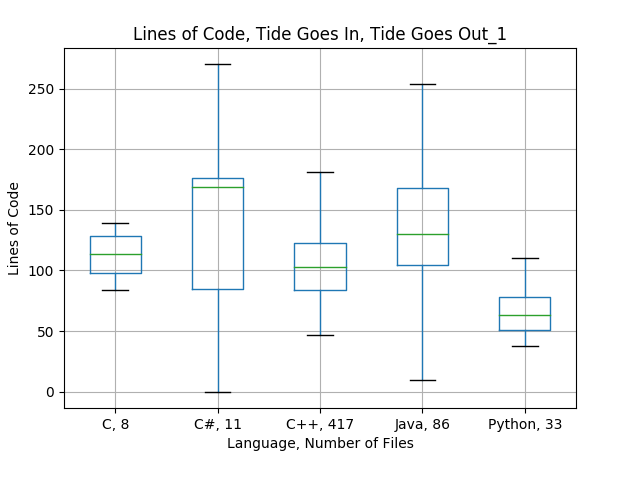 Lines of Code, Tide Goes In, Tide Goes Out_1
Lines of Code
250
200
150
100
50
0
C, 8 C#, 11 C++, 417 Java, 86 Python, 33
Language, Number of Files